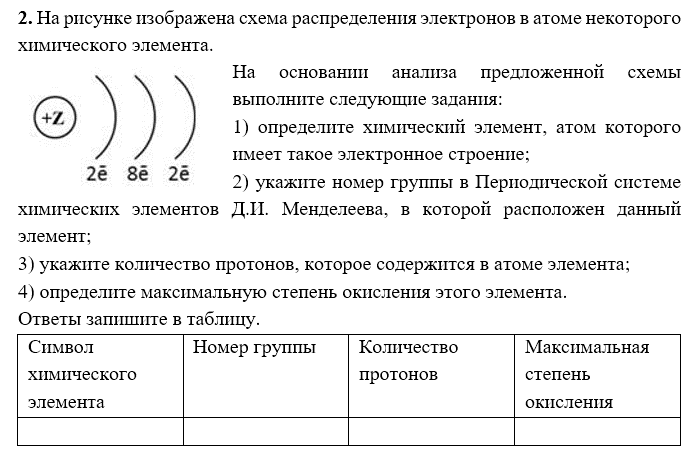 2. На рисунке изображена схема распределения электронов в атоме некоторого
химического элемента.
На основании анализа предложенной схемы
выполните следующие задания:
+Z
1) определите химический элемент, атом которого
имеет такое электронное строение;
2ē 8ē 2ē
2) укажите номер группы в Периодической системе
химических элементов Д.И. Менделеева, в которой расположен данный
элемент;
3) укажите количество протонов, которое содержится в атоме элемента;
4) определите максимальную степень окисления этого элемента.
Ответы запишите в таблицу.
Символ
химического
элемента
Номер группы
Количество
протонов
Максимальная
степень
окисления